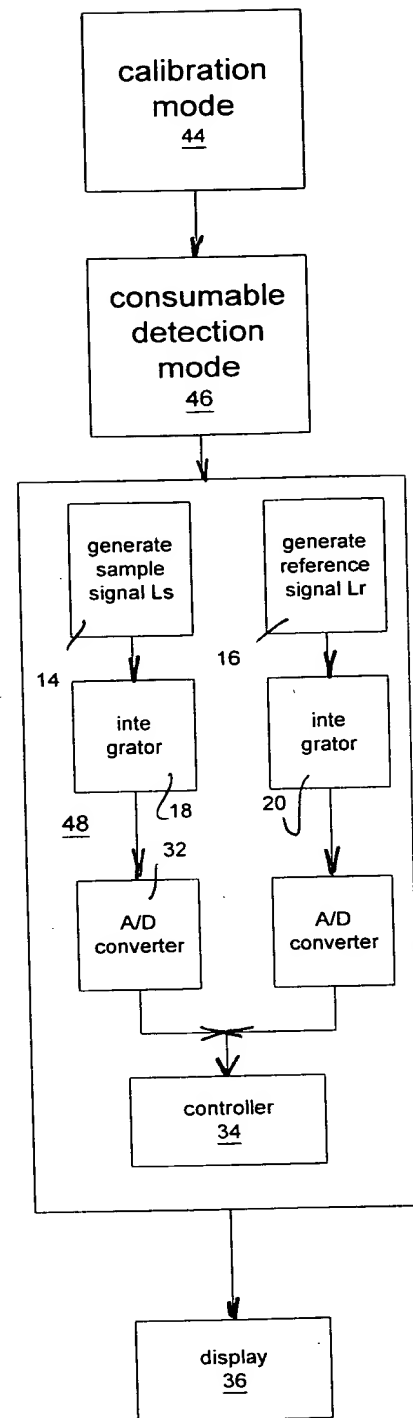 calibration
mode
44
consumable
detection
mode
46
generate
sample
signal Ls
generate
reference
signal Lr
14
16
inte
grator
inte
grator
18
20
48
32
A/D
converter
A/D
converter
controller
34
display
36